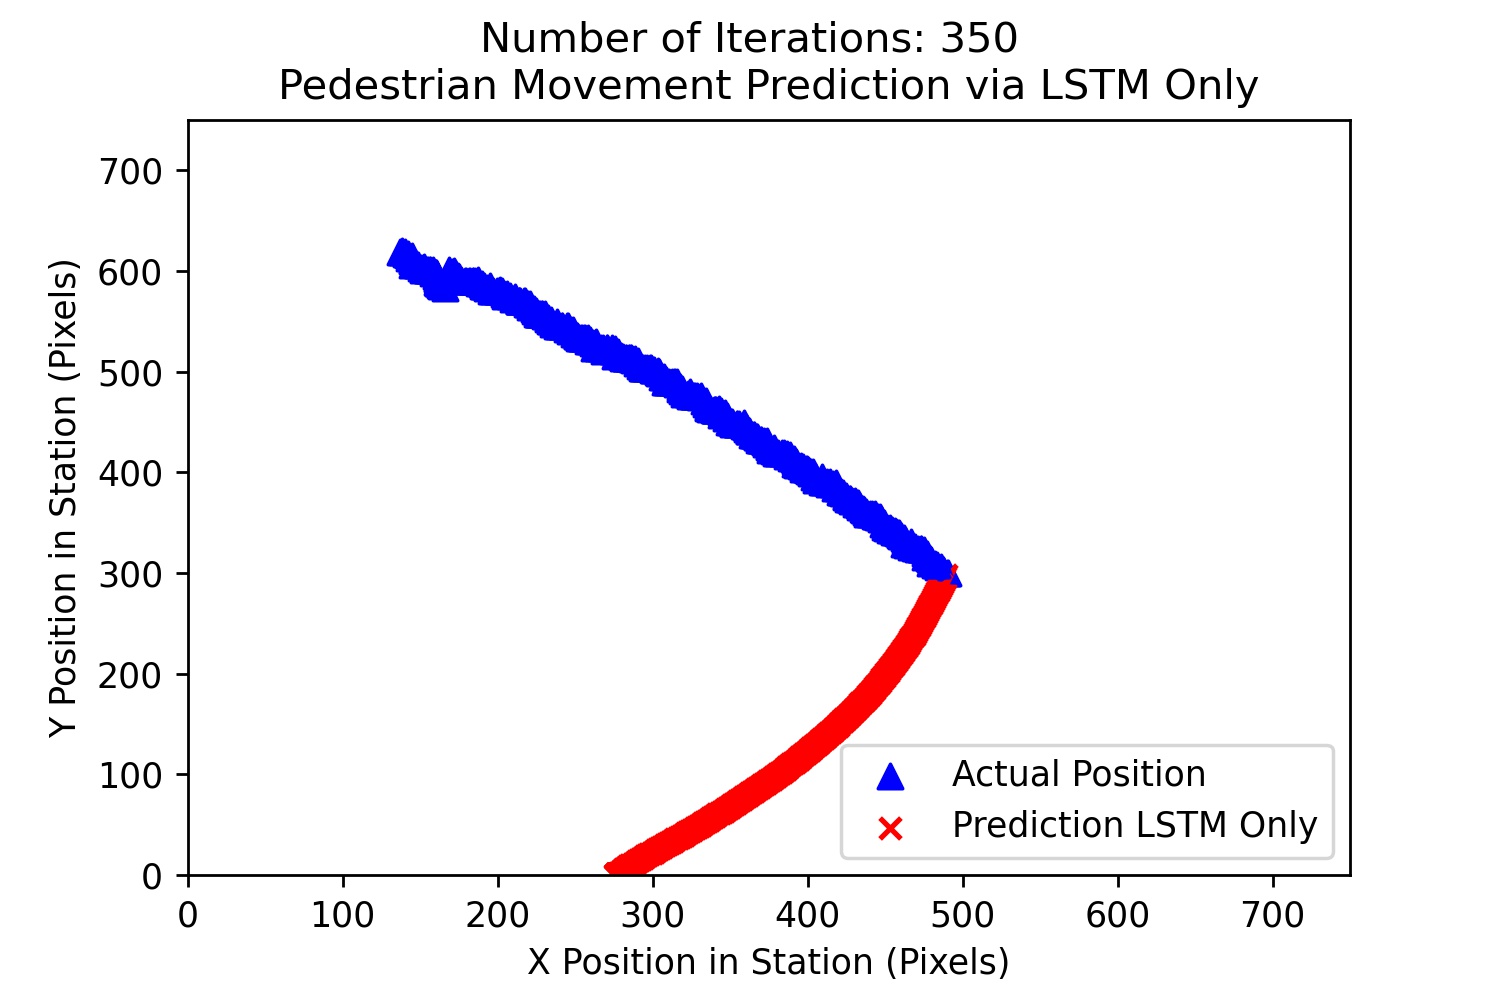 Number of Iterations: 350
Pedestrian Movement Prediction via LSTM Only
Y Position in Station (Pixels)
700
600
500
400
300
200
100
0
0 100 200 300 400 500 600 700
X Position in Station (Pixels)
Actual Position
Prediction LSTM Only